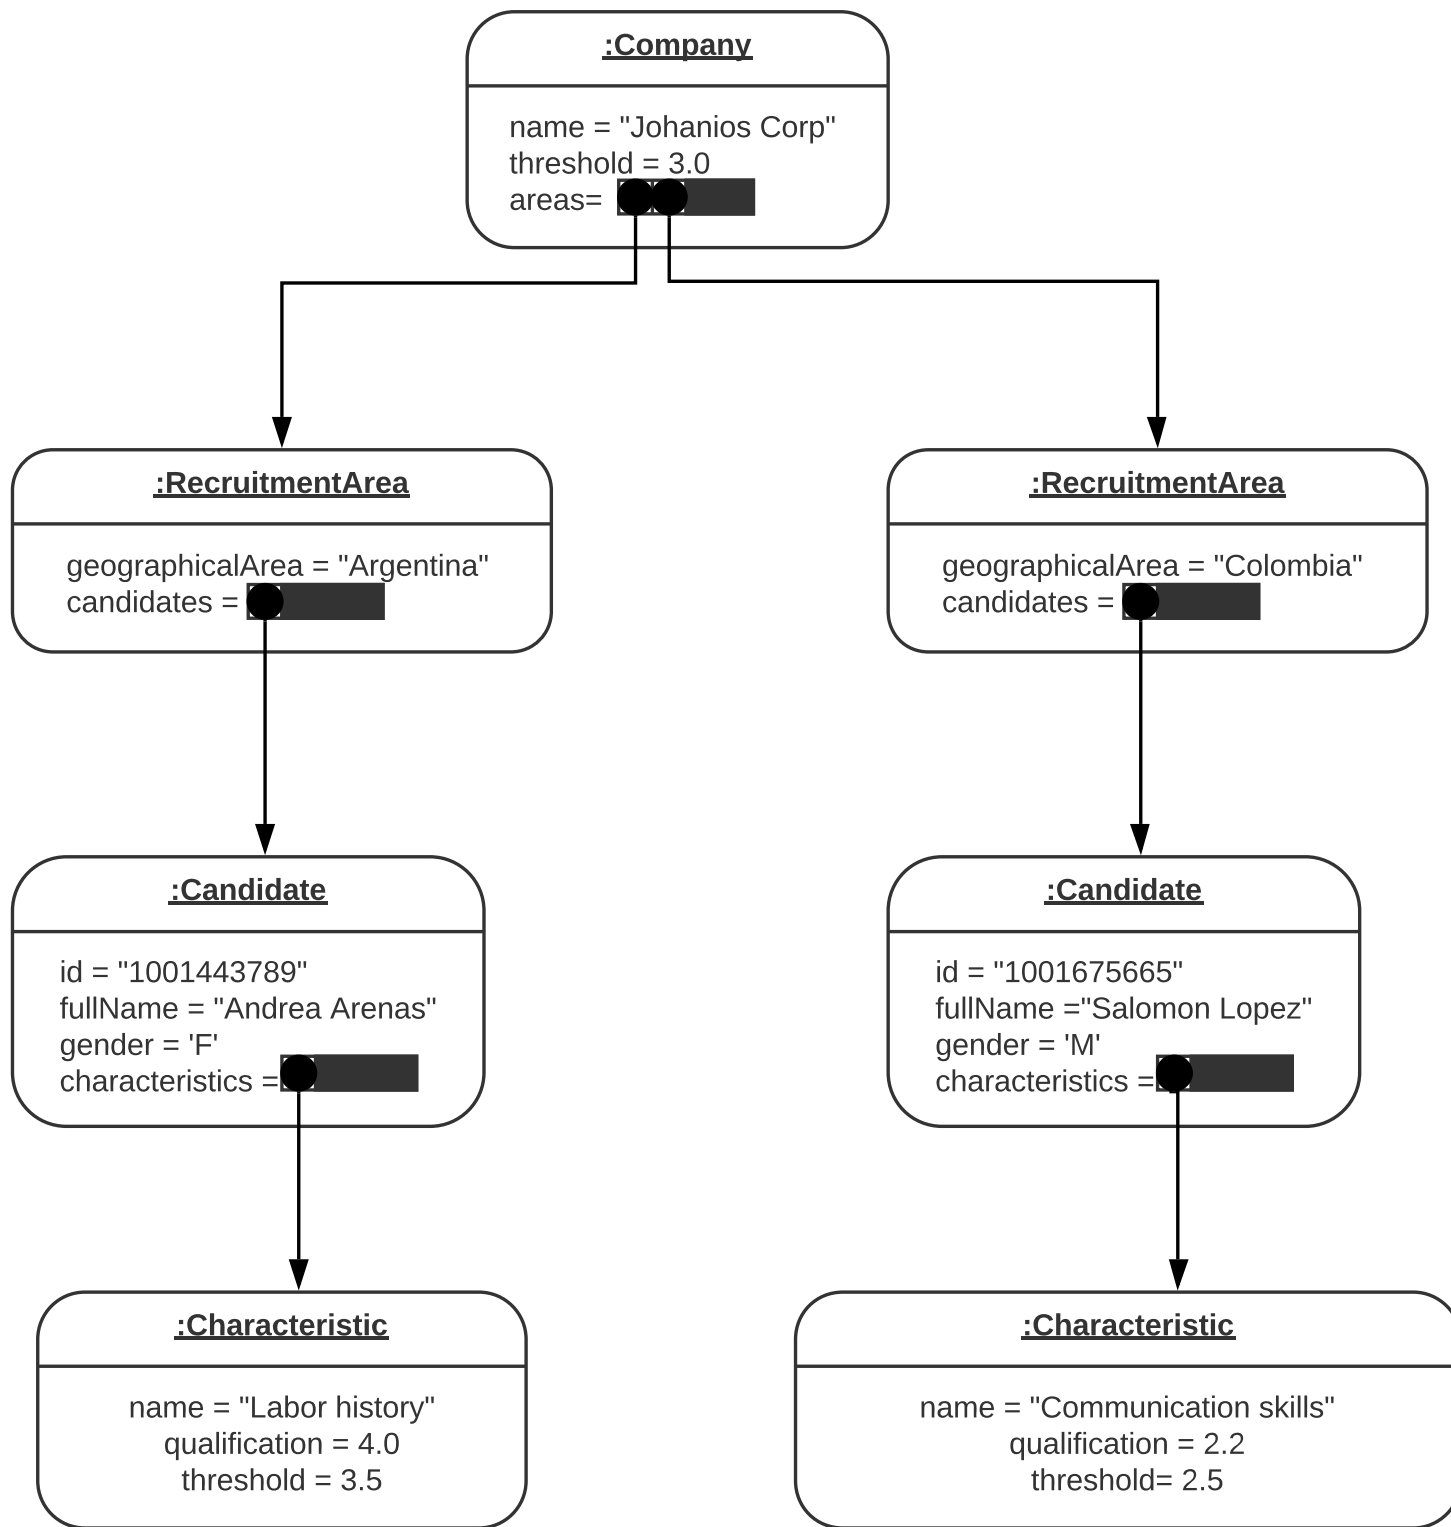 :Company
name = "Johanios Corp"
threshold = 3.0
areas=
:RecruitmentArea
geographicalArea = "Argentina"
candidates =
:RecruitmentArea
geographicalArea = "Colombia"
candidates =
:Candidate
id = "1001443789"
fullName = "Andrea Arenas"
gender = 'F'
characteristics =
:Candidate
id = "1001675665"
fullName ="Salomon Lopez"
gender = 'M'
characteristics =
:Characteristic
name = "Labor history"
qualification = 4.0
threshold = 3.5
:Characteristic
name = "Communication skills"
qualification = 2.2
threshold= 2.5